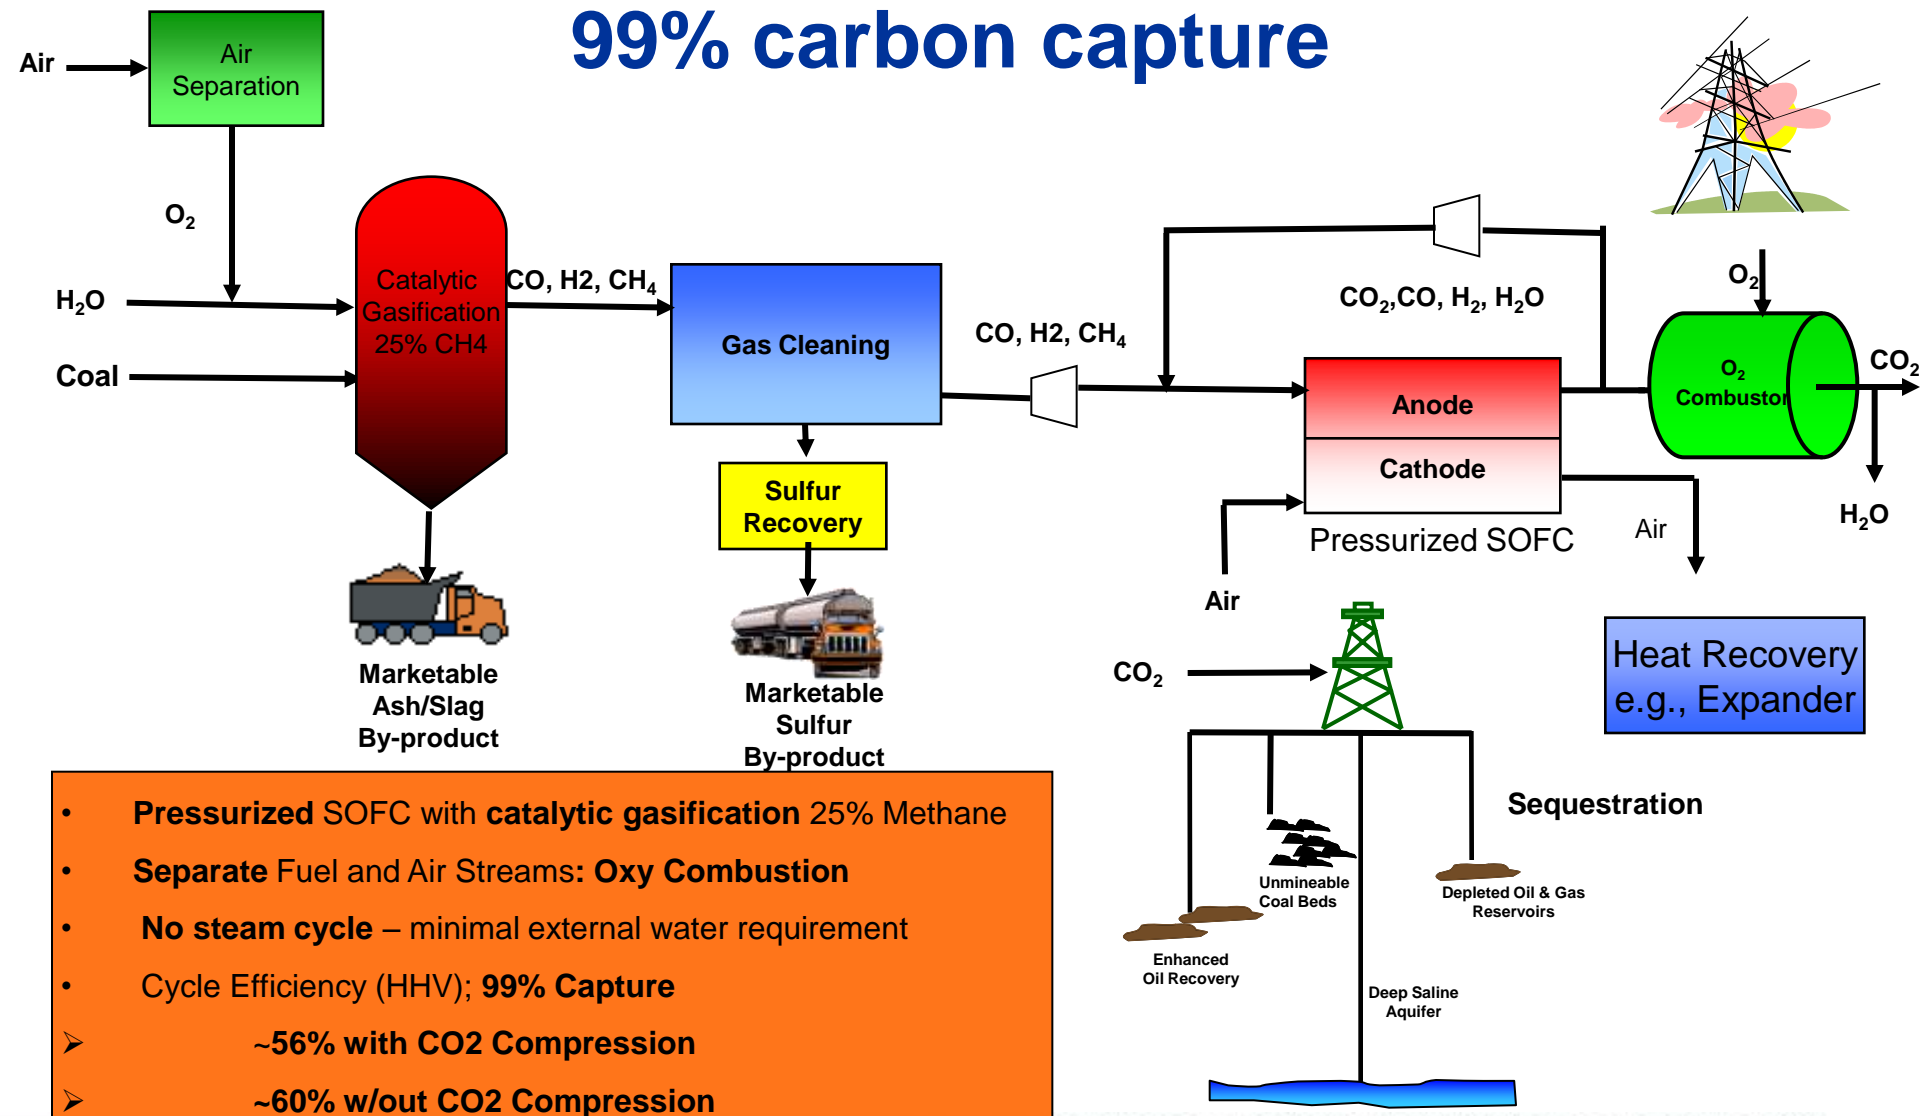 99% carbon capture
Air
Air
Separation
O₂
H₂O
Coal
Catalytic
Gasification
25% CH4
CO, H2, CH₄
Gas Cleaning
CO, H2, CH₄
CO₂,CO, H₂, H₂O
O₂
O₂
Combustor
CO₂
H₂O
Anode
Cathode
Pressurized SOFC
Air
Air
Sulfur
Recovery
Marketable
Ash/Slag
By-product
Marketable
Sulfur
By-product
Heat Recovery
e.g., Expander
CO₂
Sequestration
Unmineable
Coal Beds
Depleted Oil & Gas
Reservoirs
Enhanced
Oil Recovery
Deep Saline
Aquifer
• Pressurized SOFC with catalytic gasification 25% Methane
• Separate Fuel and Air Streams: Oxy Combustion
• No steam cycle – minimal external water requirement
• Cycle Efficiency (HHV); 99% Capture
➢ ~56% with CO2 Compression
➢ ~60% w/out CO2 Compression